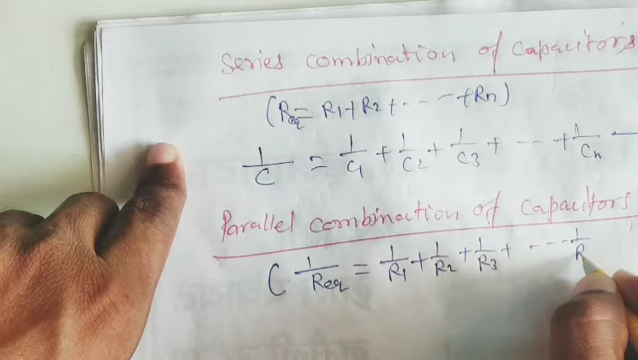 Series combination of capacitors
(Req = R1+R2+ - - - +Rn)
1/C = 1/C1 + 1/C2 + 1/C3 + - - + 1/Cn —
Parallel combination of capacitors
( 1/Req = 1/R1 + 1/R2 + 1/R3 + - - - 1/R